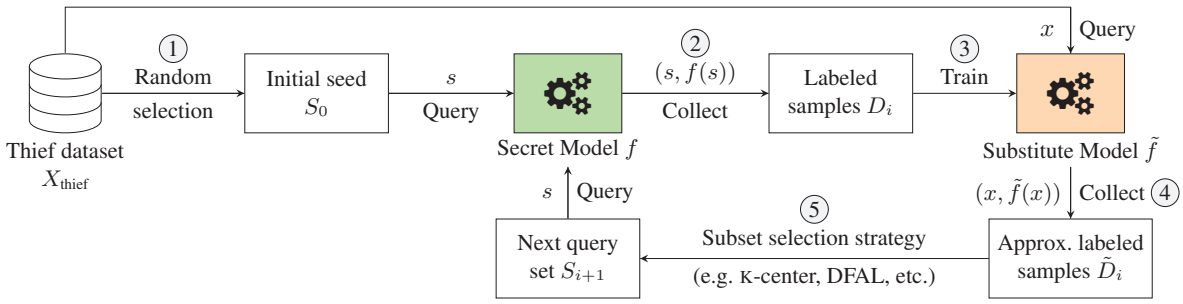 x Query
①
Random
selection
Initial seed
S₀
s
Query
②
(s, f(s))
Collect
Labeled
samples Dᵢ
③
Train
Thief dataset
X_thief
Secret Model f
Substitute Model f̃
s Query
(x, f̃(x)) Collect ④
Next query
set Sᵢ₊₁
⑤
Subset selection strategy
(e.g. K-center, DFAL, etc.)
Approx. labeled
samples D̃ᵢ